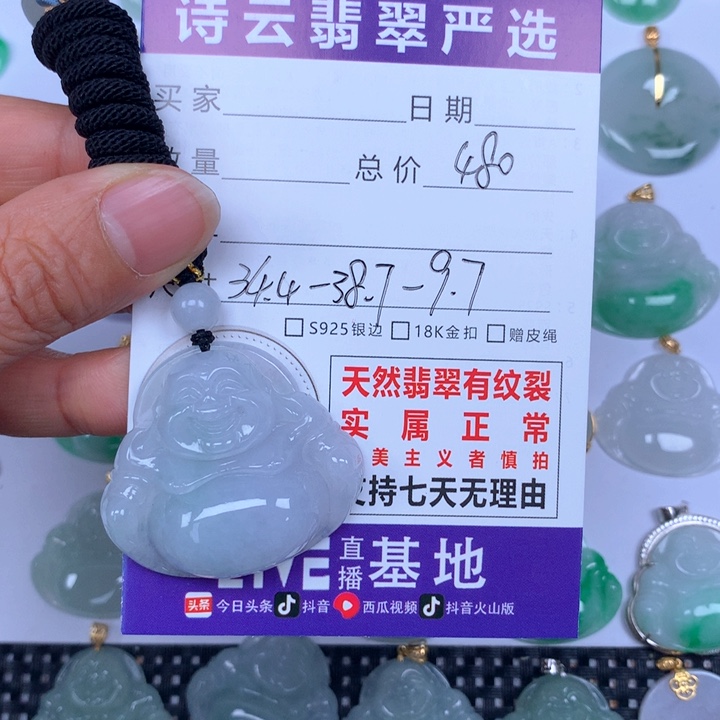 诗云翡翠严选
买家 日期
数量 总价 480
34.4-38.7-9.7
S925银边 18K金扣 赠皮绳
天然翡翠有纹裂
实属正常
美主义者慎拍
支持七天无理由
LIVE 直播 基地
头条 今日头条 抖音 西瓜视频 抖音火山版